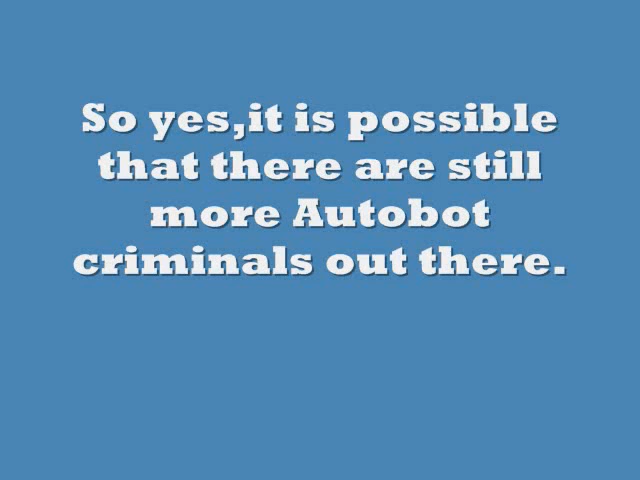 So yes,it is possible
that there are still
more Autobot
criminals out there.